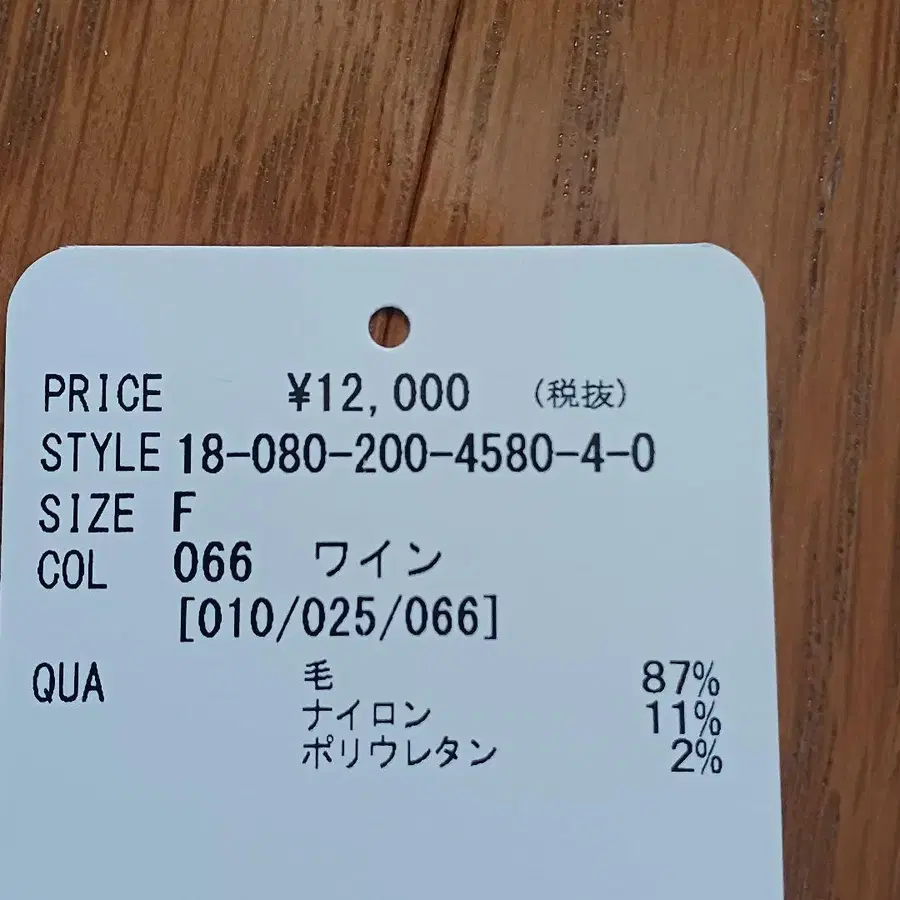 PRICE ¥12,000 (税抜)
STYLE 18-080-200-4580-4-0
SIZE F
COL 066 ワイン
[010/025/066]
QUA 毛 87%
ナイロン 11%
ポリウレタン 2%